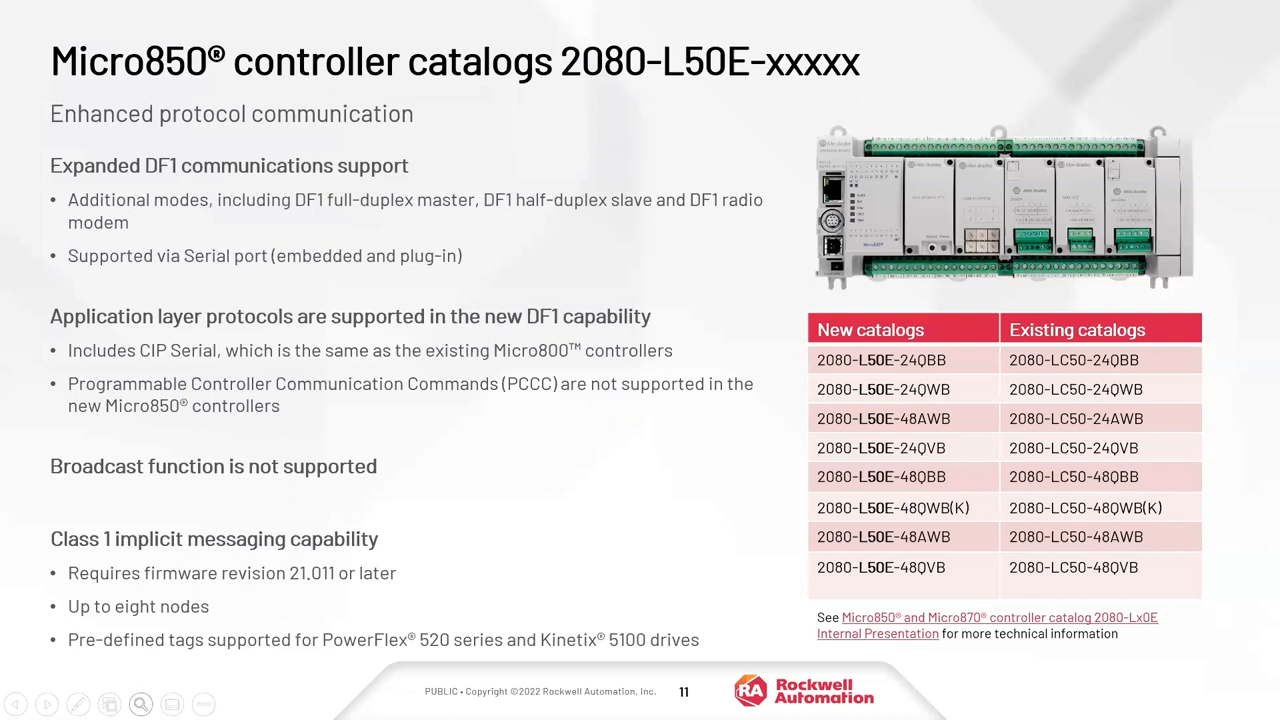 Micro850® controller catalogs 2080-L50E-xxxxx
Enhanced protocol communication
Expanded DF1 communications support
• Additional modes, including DF1 full-duplex master, DF1 half-duplex slave and DF1 radio
modem
• Supported via Serial port (embedded and plug-in)
Application layer protocols are supported in the new DF1 capability
• Includes CIP Serial, which is the same as the existing Micro800™ controllers
• Programmable Controller Communication Commands (PCCC) are not supported in the
new Micro850® controllers
Broadcast function is not supported
Class 1 implicit messaging capability
• Requires firmware revision 21.011 or later
• Up to eight nodes
• Pre-defined tags supported for PowerFlex® 520 series and Kinetix® 5100 drives
Allen-Bradley
Micro850
New catalogs Existing catalogs
2080-L50E-24QBB 2080-LC50-24QBB
2080-L50E-24QWB 2080-LC50-24QWB
2080-L50E-48AWB 2080-LC50-24AWB
2080-L50E-24QVB 2080-LC50-24QVB
2080-L50E-48QBB 2080-LC50-48QBB
2080-L50E-48QWB(K) 2080-LC50-48QWB(K)
2080-L50E-48AWB 2080-LC50-48AWB
2080-L50E-48QVB 2080-LC50-48QVB
See Micro850® and Micro870® controller catalog 2080-Lx0E
Internal Presentation for more technical information
PUBLIC • Copyright ©2022 Rockwell Automation, Inc. 11
RA Rockwell
Automation